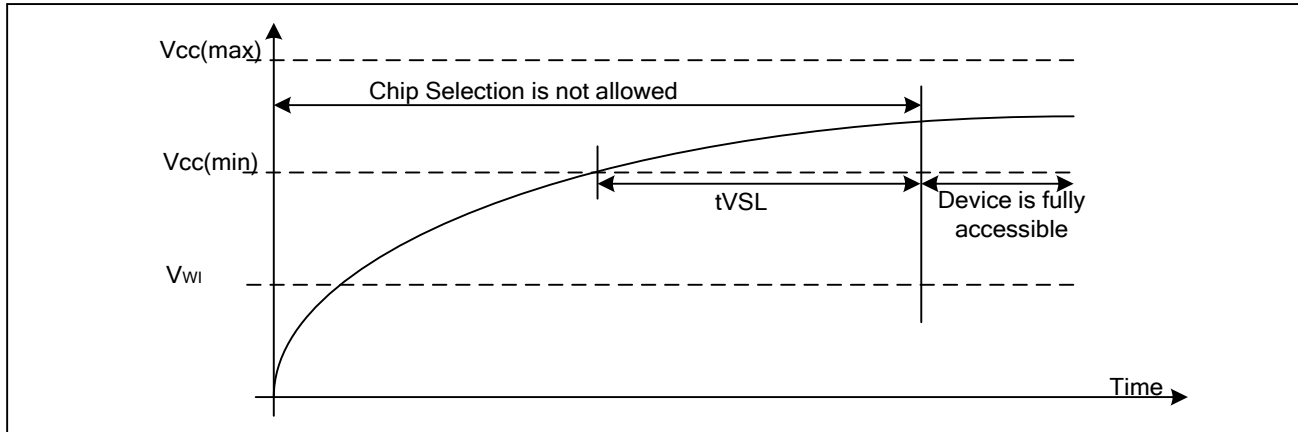 Vcc(max)
Chip Selection is not allowed
Vcc(min)
tVSL
Device is fully
accessible
VWI
Time